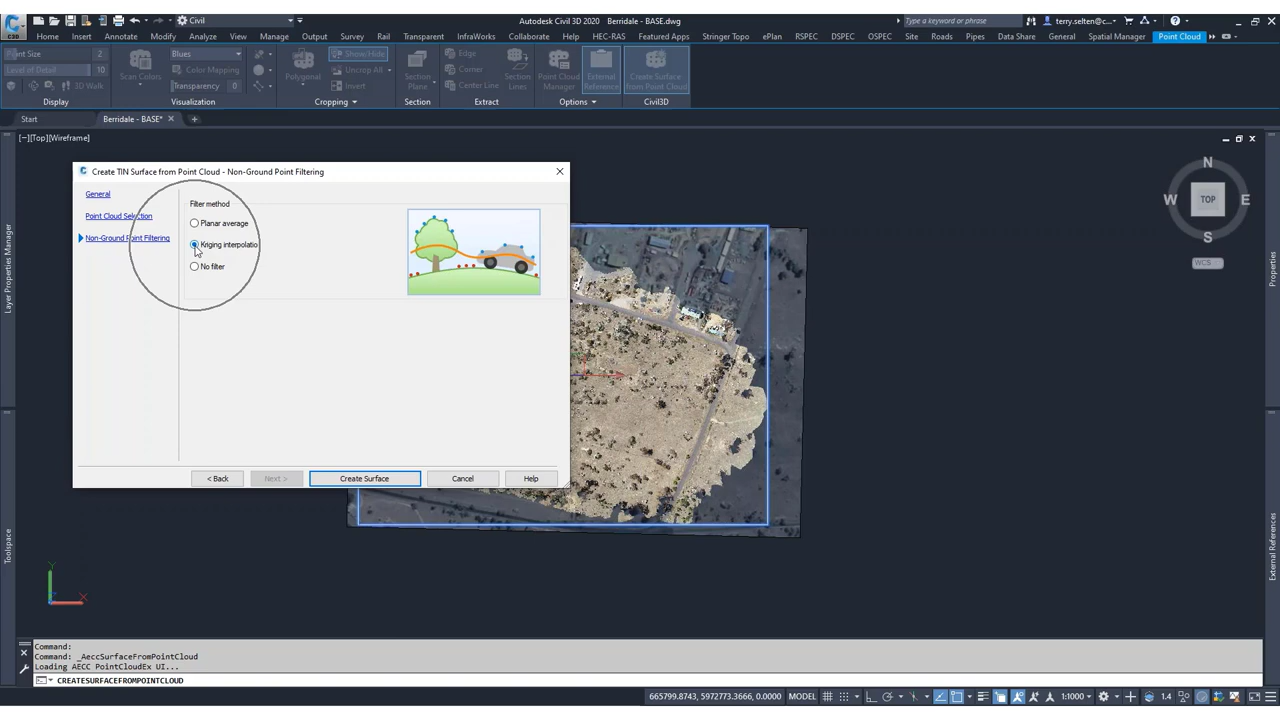 Civil
Autodesk Civil 3D 2020 Berridale - BASE.dwg
Type a keyword or phrase
terry.selten@c...
C3D
Home Insert Annotate Modify Analyze View Manage Output Survey Rail Transparent InfraWorks Collaborate Help HEC-RAS Featured Apps Stringer Topo ePlan RSPEC DSPEC OSPEC Site Roads Pipes Data Share General Spatial Manager Point Cloud
Point Size 2
Level of Detail 10
3D Walk
Display
Scan Colors
Blues
Color Mapping
Transparency 0
Visualization
Polygonal
Show/Hide
Uncrop All
Invert
Cropping
Section Plane
Section
Edge
Corner
Center Line
Section Lines
Extract
Point Cloud Manager
External Reference
Options
Create Surface from Point Cloud
Civil3D
Start Berridale - BASE*
[−][Top][Wireframe]
N
W TOP E
S
WCS
Layer Properties Manager
Toolspace
Properties
External References
Create TIN Surface from Point Cloud - Non-Ground Point Filtering
General
Point Cloud Selection
Non-Ground Point Filtering
Filter method
Planar average
Kriging interpolatio
No filter
< Back Next > Create Surface Cancel Help
Y
X
Command:
Command: _AeccSurfaceFromPointCloud
Loading AECC PointCloudEx UI...
CREATESURFACEFROMPOINTCLOUD
665799.8743, 5972773.3666, 0.0000 MODEL 1:1000 1.4